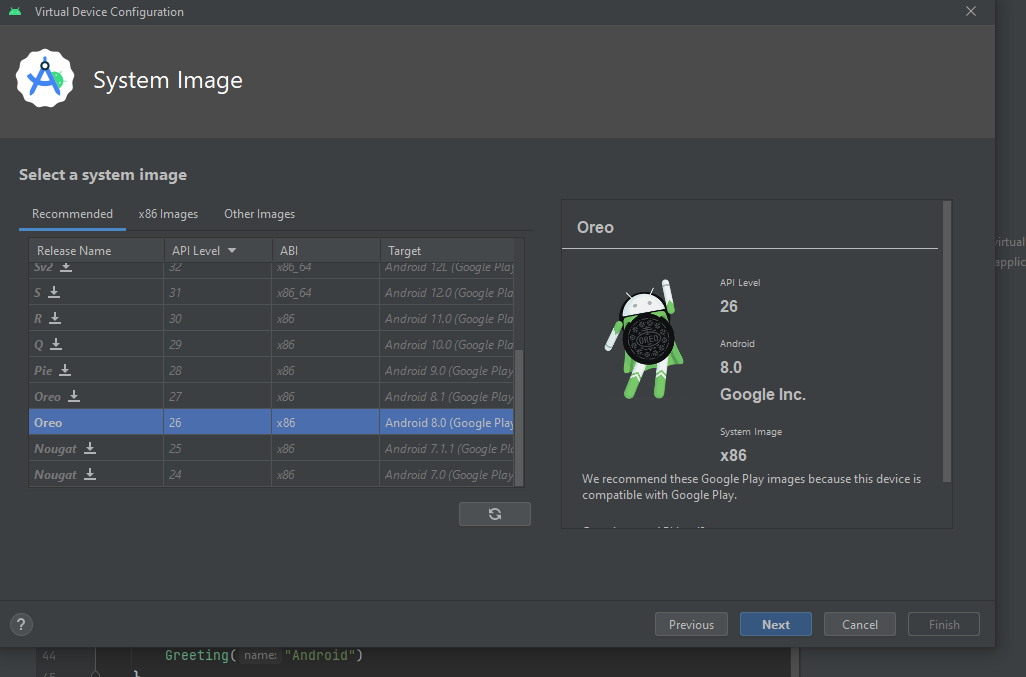 Virtual Device Configuration
System Image
Select a system image
Recommended x86 Images Other Images
Release Name API Level ABI Target
Sv2 32 x86_64 Android 12L (Google Play
S 31 x86_64 Android 12.0 (Google Pla
R 30 x86 Android 11.0 (Google Pla
Q 29 x86 Android 10.0 (Google Pla
Pie 28 x86 Android 9.0 (Google Play
Oreo 27 x86 Android 8.1 (Google Play
Oreo 26 x86 Android 8.0 (Google Play
Nougat 25 x86 Android 7.1.1 (Google Pl
Nougat 24 x86 Android 7.0 (Google Play
Oreo
OREO
API Level
26
Android
8.0
Google Inc.
System Image
x86
We recommend these Google Play images because this device is
compatible with Google Play.
virtual
applic
?
Previous Next Cancel Finish
44 Greeting( name: "Android")
45 }